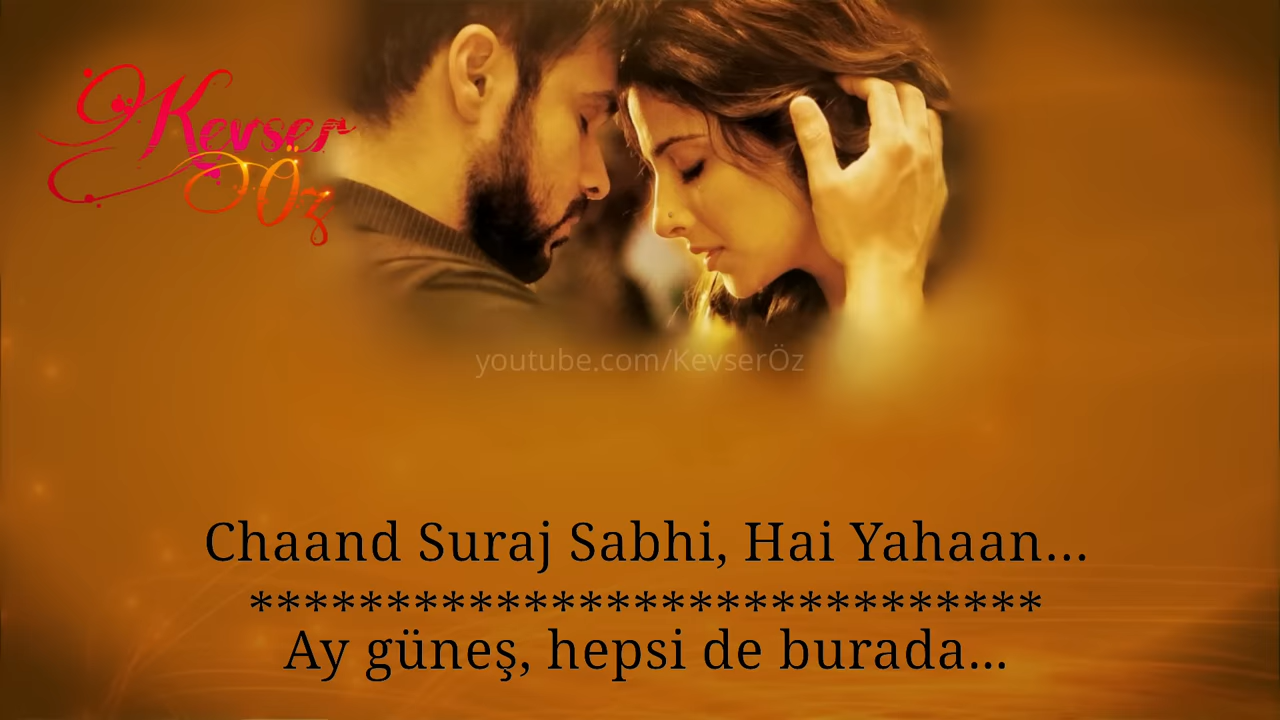 Kevser
Öz
youtube.com/KevserÖz
Chaand Suraj Sabhi, Hai Yahaan...
*****************************
Ay güneş, hepsi de burada...